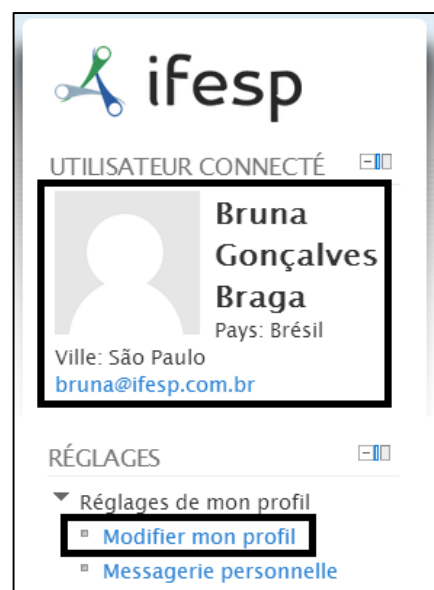 ifesp
UTILISATEUR CONNECTÉ
Bruna
Gonçalves
Braga
Pays: Brésil
Ville: São Paulo
bruna@ifesp.com.br
RÉGLAGES
Réglages de mon profil
Modifier mon profil
Messagerie personnelle